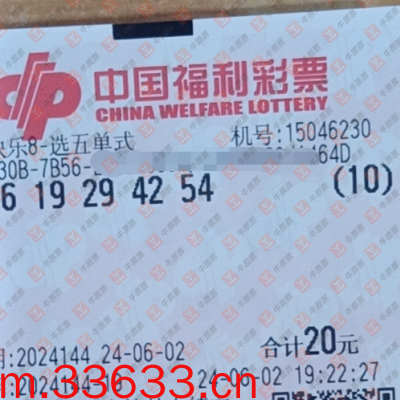 中国福利彩票
CHINA WELFARE LOTTERY
快乐8-选五单式 机号:15046230
30B-7B56- 464D
6 19 29 42 54 (10)
期:2024144 24-06-02 合计20元
:2024144-10 24-06-02 19:22:27
m.33633.cn